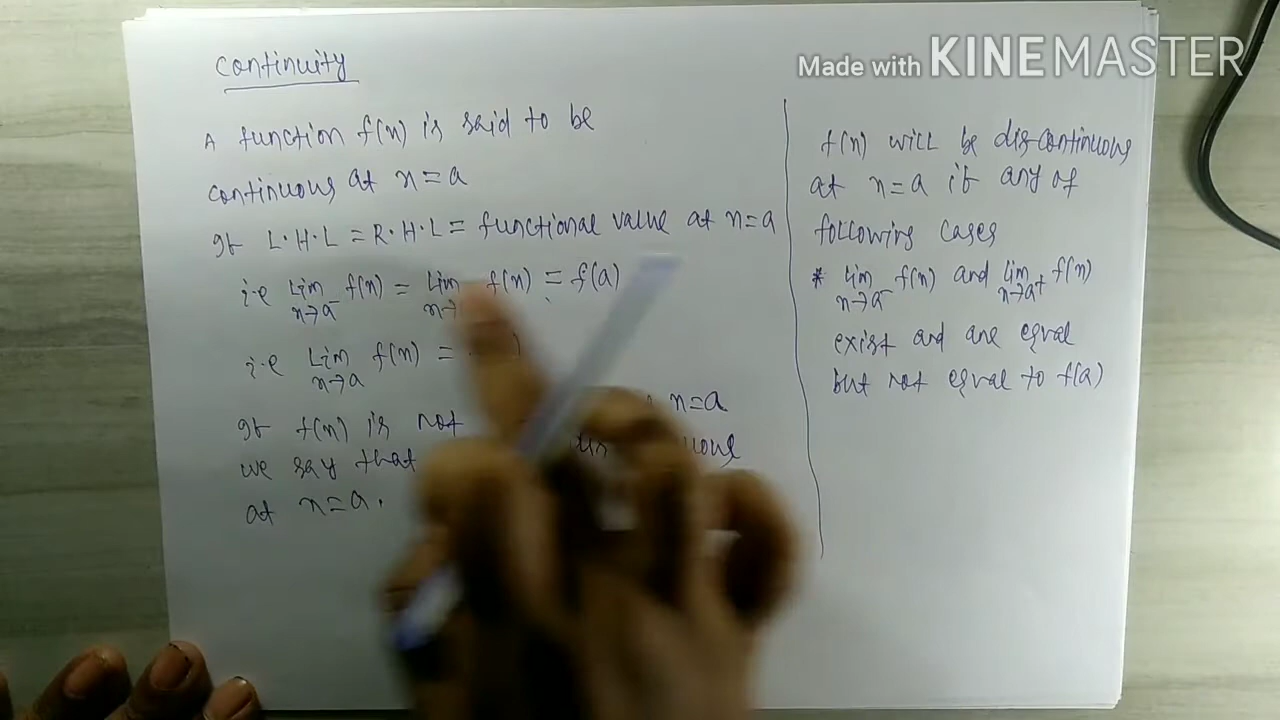 Made with KINEMASTER
Continuity
A function f(x) is said to be
continuous at x=a
If L.H.L = R.H.L = functional value at x=a
i.e Lim x→a⁻ f(x) = Lim f(x) = f(a)
i.e Lim x→a f(x) =
If f(x) is not x=a
we say that
at x=a.
f(x) will be discontinuous
at x=a if any of
following cases
* Lim x→a⁻ f(x) and Lim x→a⁺ f(x)
exist and are equal
but not equal to f(a)